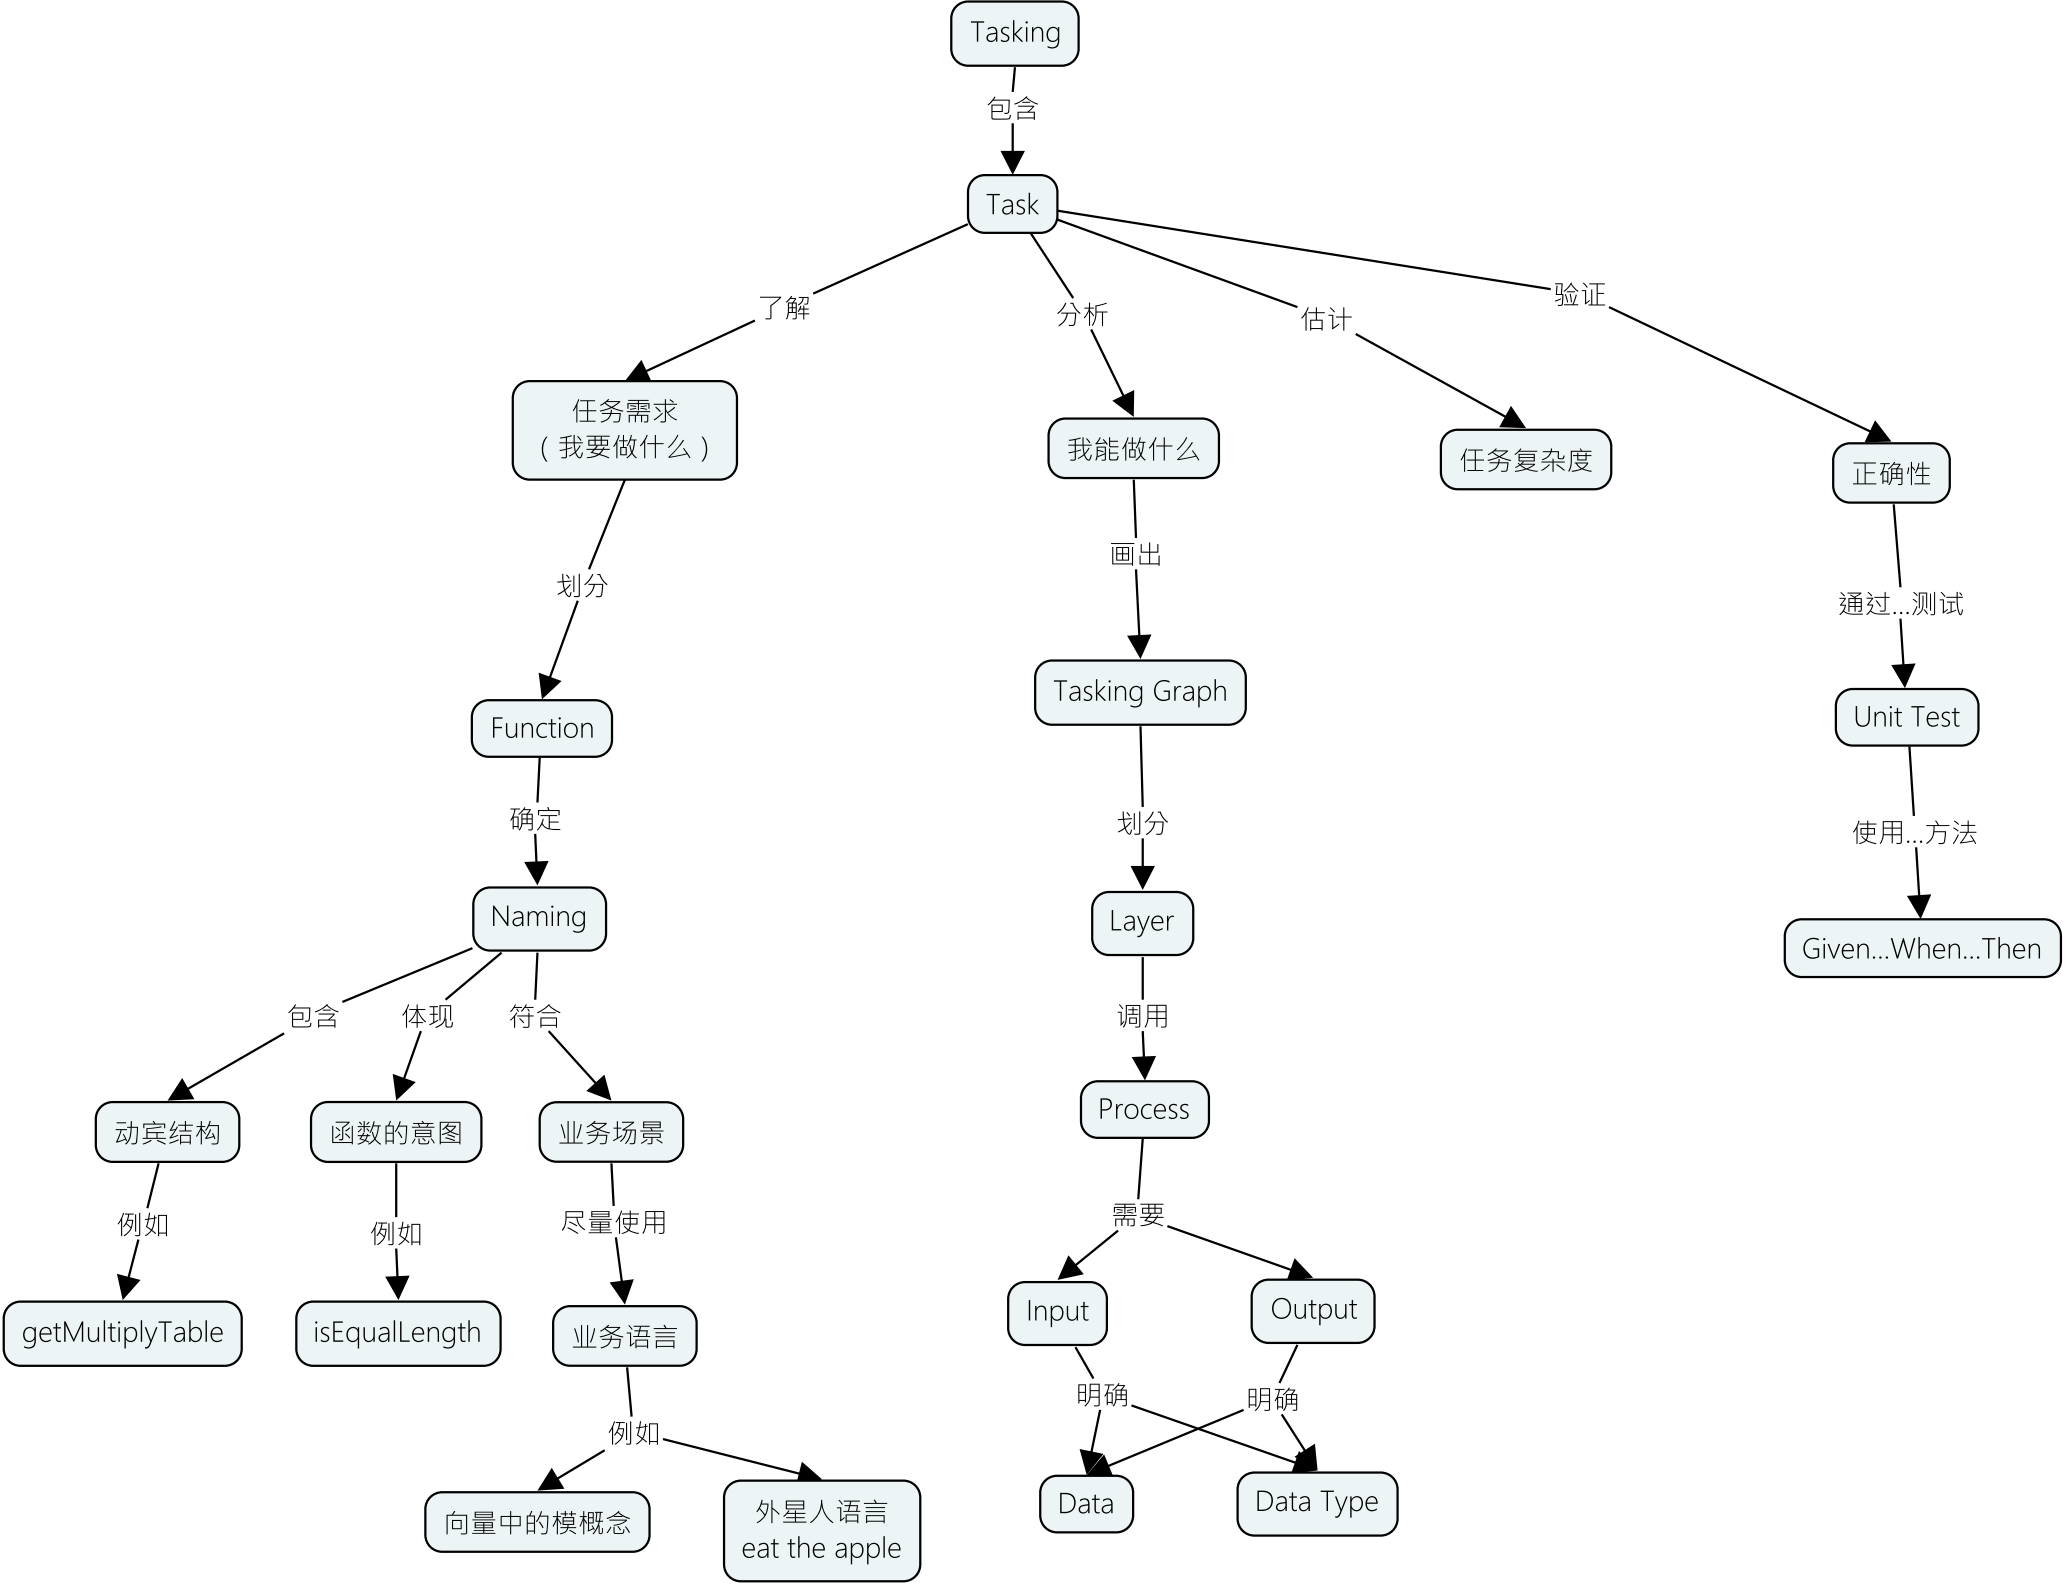 Tasking
包含
Task
了解
分析
估计
验证
任务需求
（我要做什么）
我能做什么
任务复杂度
正确性
划分
画出
通过...测试
Function
Tasking Graph
Unit Test
确定
划分
使用...方法
Naming
Layer
Given...When...Then
包含
体现
符合
调用
动宾结构
函数的意图
业务场景
Process
例如
例如
尽量使用
需要
getMultiplyTable
isEqualLength
业务语言
Input
Output
例如
明确
明确
向量中的模概念
外星人语言
eat the apple
Data
Data Type